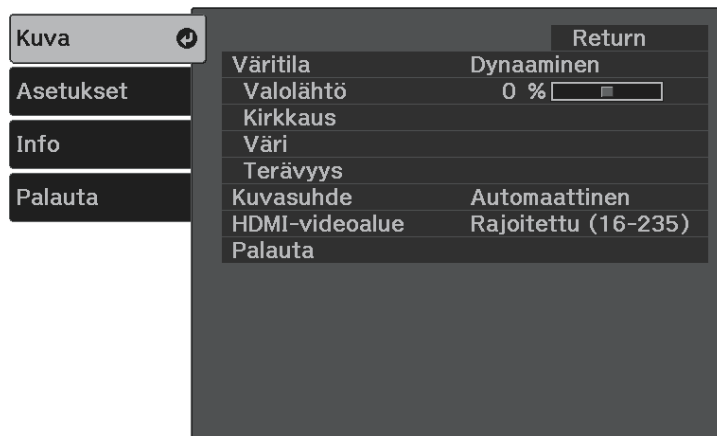 Kuva
Asetukset
Info
Palauta
Return
Väritila Dynaaminen
Valolähtö 0 %
Kirkkaus
Väri
Terävyys
Kuvasuhde Automaattinen
HDMI-videoalue Rajoitettu (16-235)
Palauta